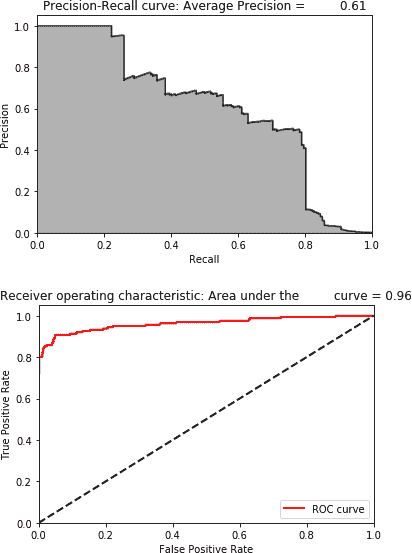 Precision-Recall curve: Average Precision = 0.61
1.0
0.8
0.6
0.4
0.2
0.0
Precision
0.0 0.2 0.4 0.6 0.8 1.0
Recall
Receiver operating characteristic: Area under the curve = 0.96
1.0
0.8
0.6
0.4
0.2
0.0
True Positive Rate
ROC curve
0.0 0.2 0.4 0.6 0.8 1.0
False Positive Rate